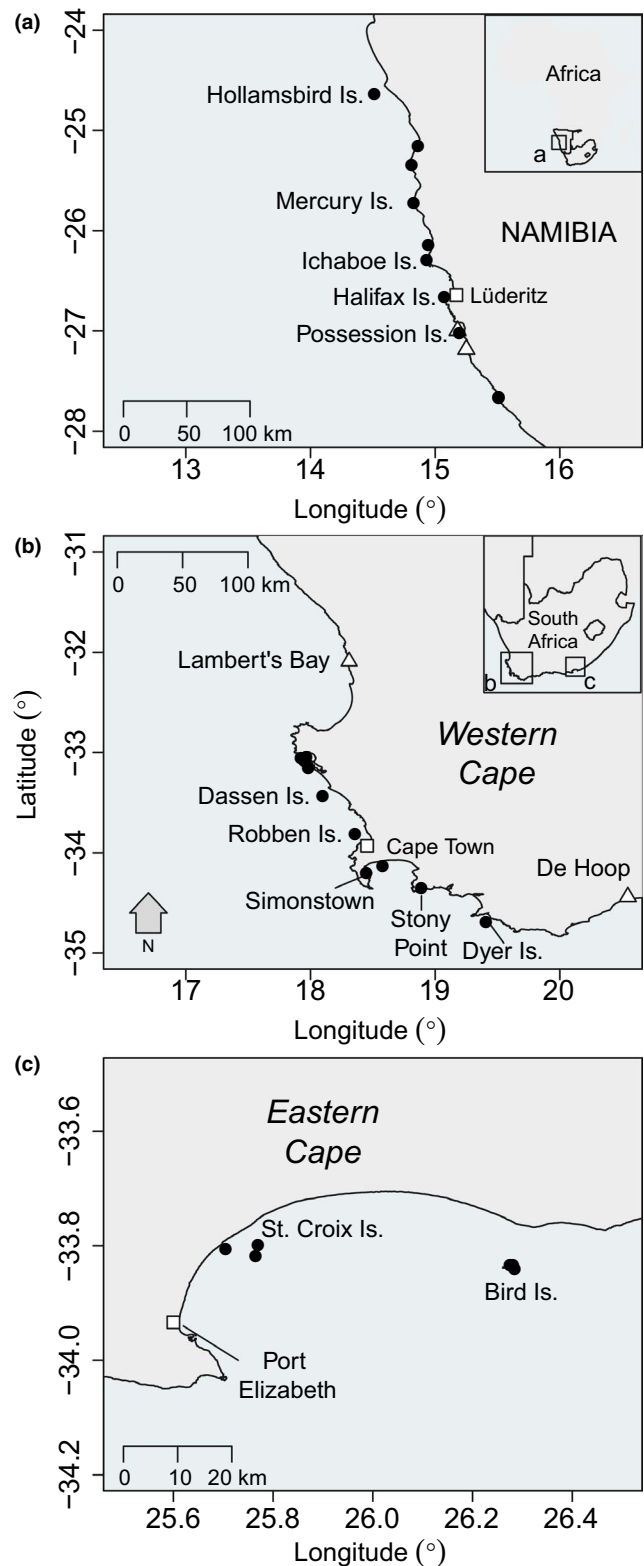 (a)
−24
−25
−26
−27
−28
Hollamsbird Is.
Mercury Is.
Ichaboe Is.
Halifax Is.
Lüderitz
Possession Is.
NAMIBIA
Africa
a
0 50 100 km
13 14 15 16
Longitude (°)
(b)
−31
−32
−33
−34
−35
Latitude (°)
0 50 100 km
Lambert's Bay
South
Africa
b
c
Western
Cape
Dassen Is.
Robben Is.
Cape Town
Simonstown
De Hoop
Stony
Point
Dyer Is.
N
17 18 19 20
Longitude (°)
(c)
−33.6
−33.8
−34.0
−34.2
Eastern
Cape
St. Croix Is.
Bird Is.
Port
Elizabeth
0 10 20 km
25.6 25.8 26.0 26.2 26.4
Longitude (°)